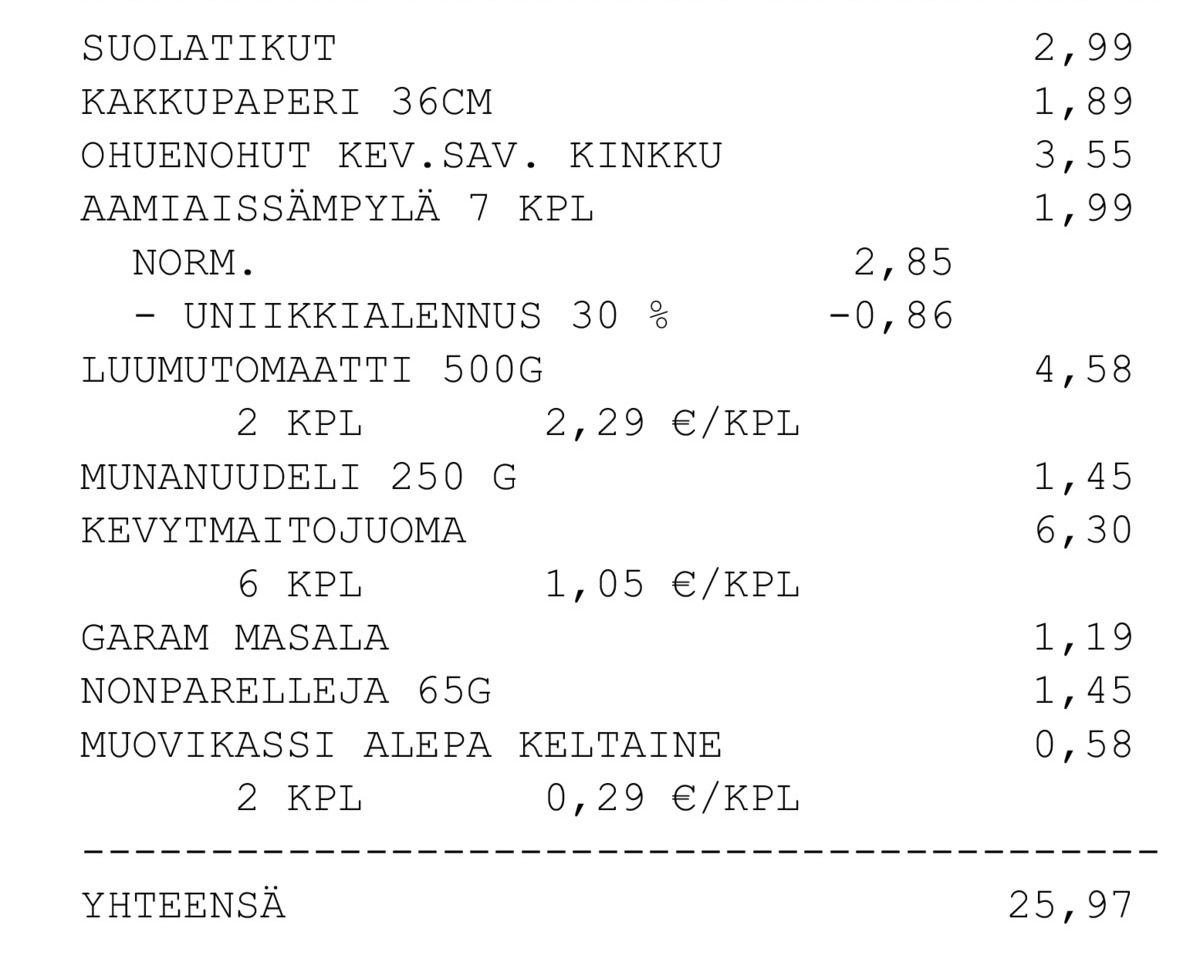 SUOLATIKUT 2,99
KAKKUPAPERI 36CM 1,89
OHUENOHUT KEV.SAV. KINKKU 3,55
AAMIAISSÄMPYLÄ 7 KPL 1,99
NORM. 2,85
- UNIIKKIALENNUS 30 % -0,86
LUUMUTOMAATTI 500G 4,58
2 KPL 2,29 €/KPL
MUNANUUDELI 250 G 1,45
KEVYTMAITOJUOMA 6,30
6 KPL 1,05 €/KPL
GARAM MASALA 1,19
NONPARELLEJA 65G 1,45
MUOVIKASSI ALEPA KELTAINE 0,58
2 KPL 0,29 €/KPL
------------------------------------------
YHTEENSÄ 25,97